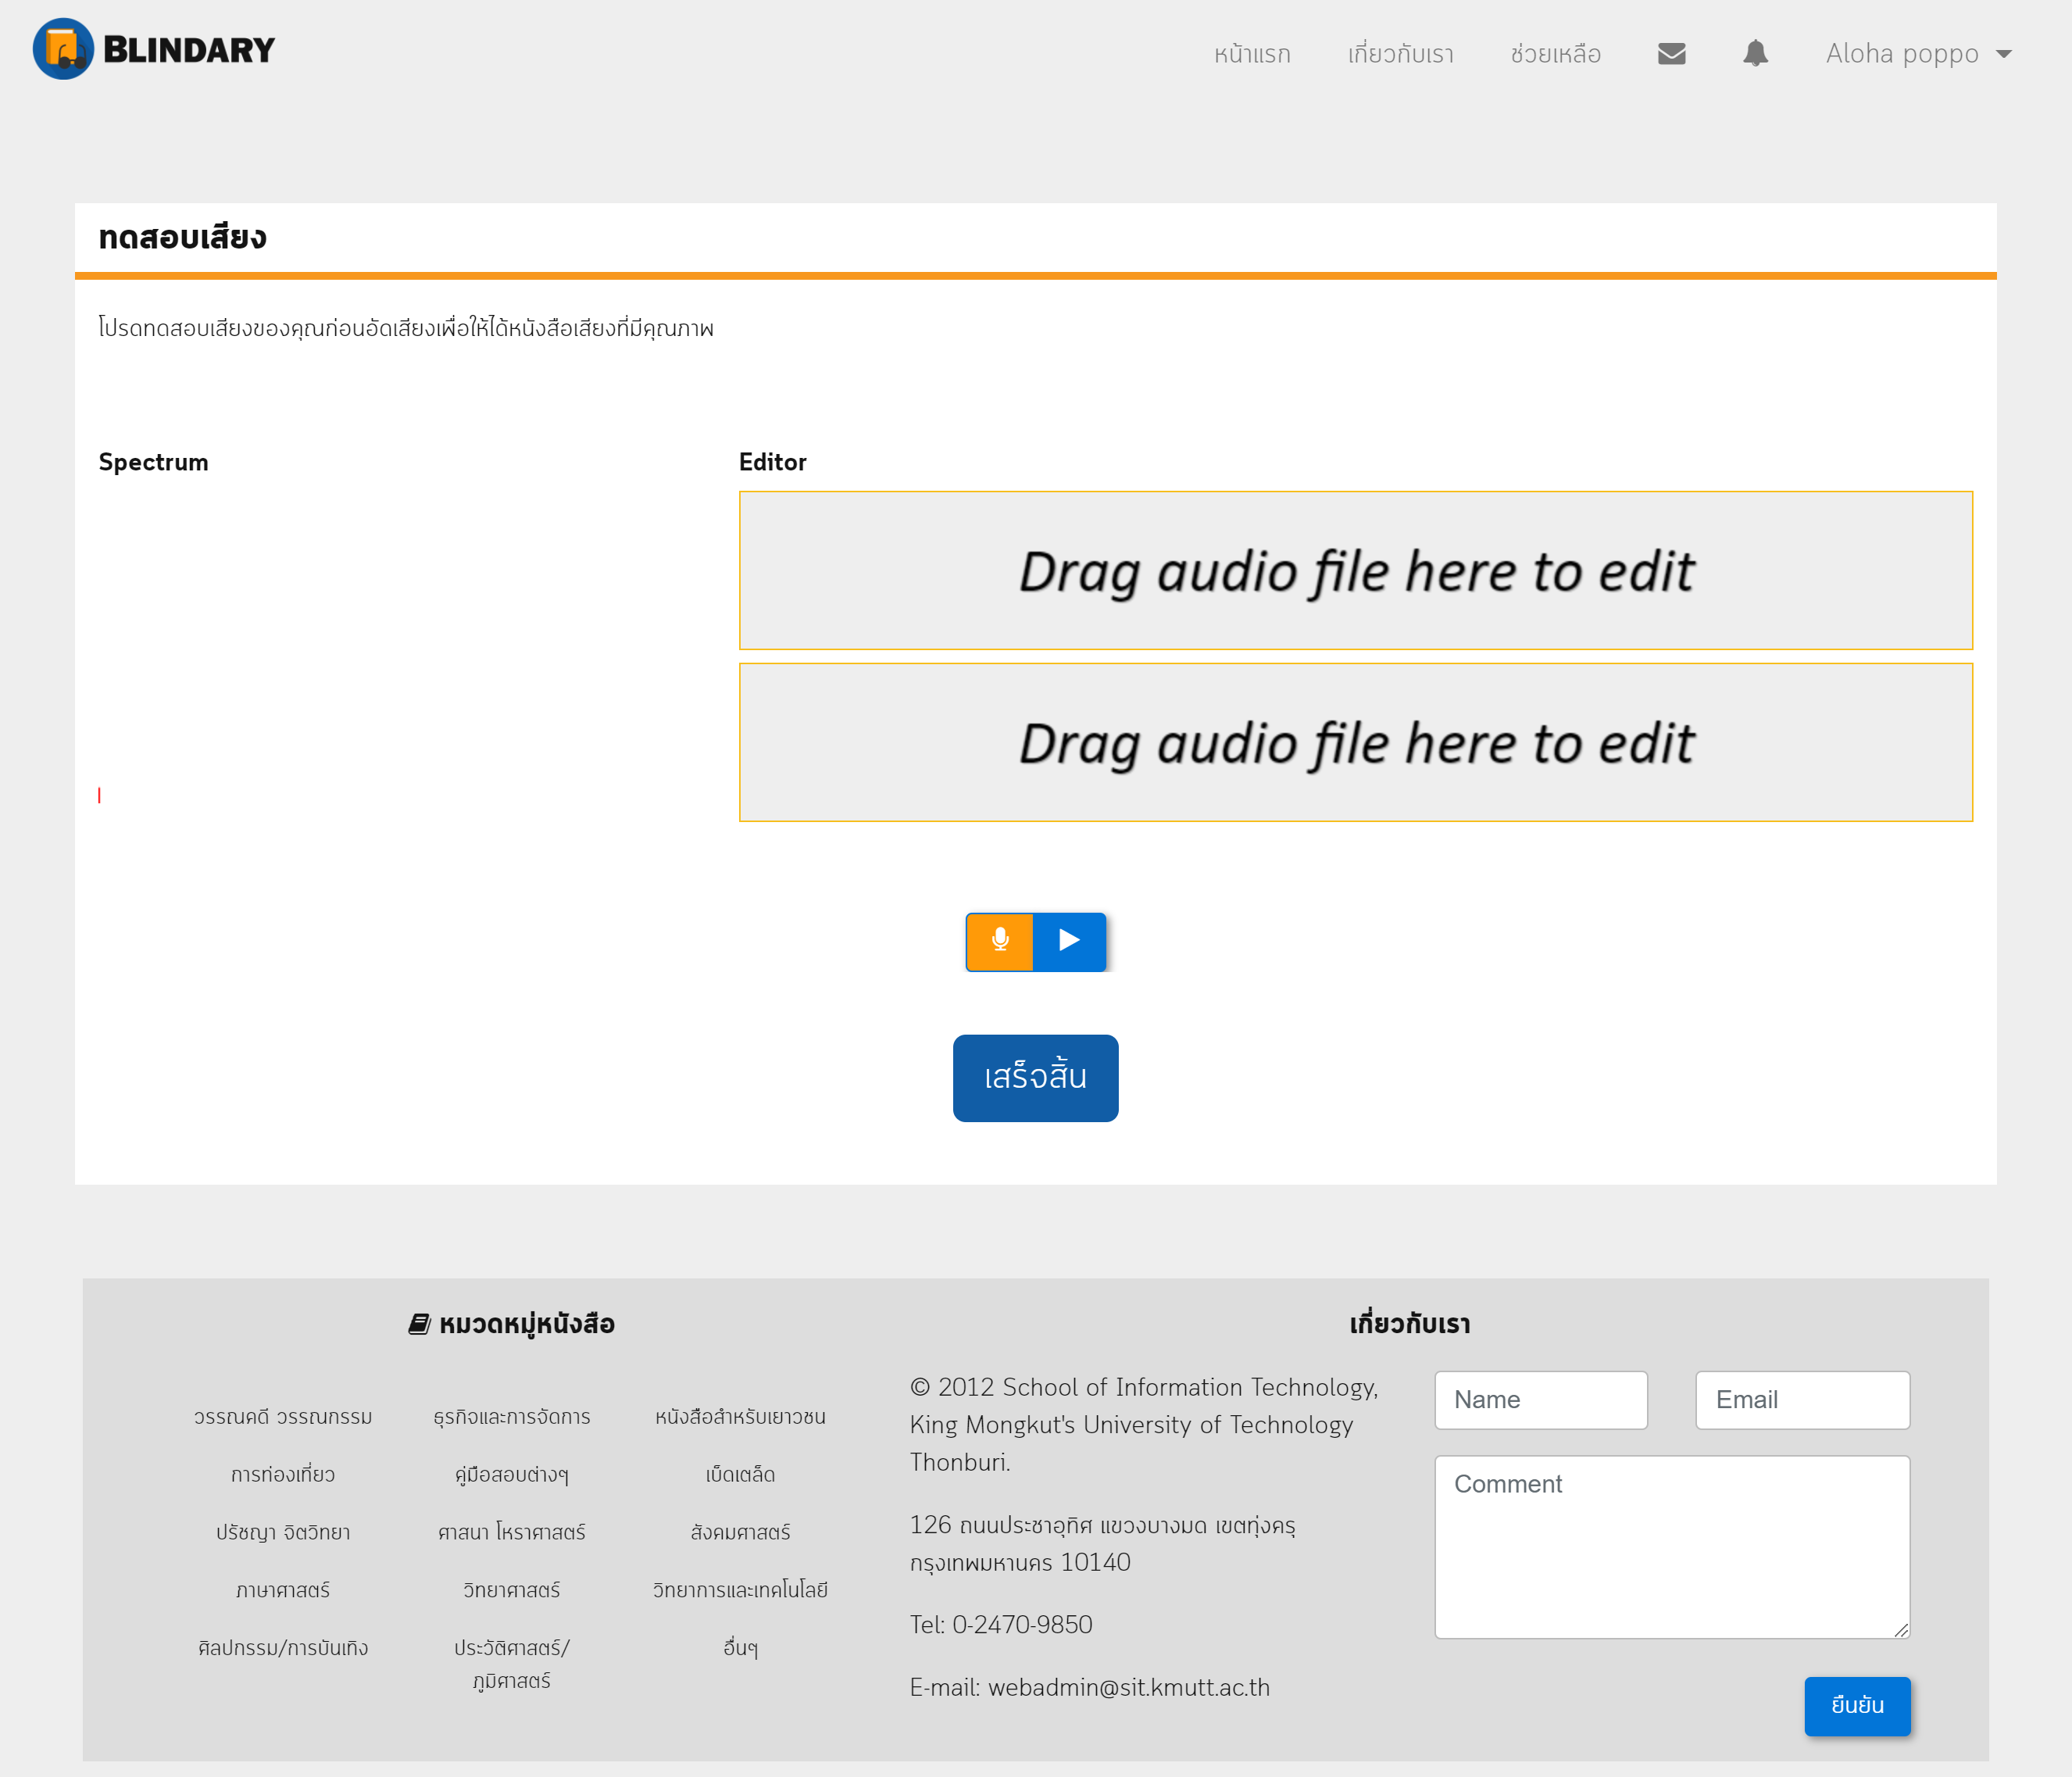 BLINDARY
หน้าแรก เกี่ยวกับเรา ช่วยเหลือ Aloha poppo
ทดสอบเสียง
โปรดทดสอบเสียงของคุณก่อนอัดเสียงเพื่อให้ได้หนังสือเสียงที่มีคุณภาพ
Spectrum
Editor
Drag audio file here to edit
Drag audio file here to edit
เสร็จสิ้น
หมวดหมู่หนังสือ
วรรณคดี วรรณกรรม ธุรกิจและการจัดการ หนังสือสำหรับเยาวชน
การท่องเที่ยว คู่มือสอบต่างๆ เบ็ดเตล็ด
ปรัชญา จิตวิทยา ศาสนา โหราศาสตร์ สังคมศาสตร์
ภาษาศาสตร์ วิทยาศาสตร์ วิทยาการและเทคโนโลยี
ศิลปกรรม/การบันเทิง ประวัติศาสตร์/ อื่นๆ
ภูมิศาสตร์
เกี่ยวกับเรา
© 2012 School of Information Technology,
King Mongkut's University of Technology
Thonburi.
126 ถนนประชาอุทิศ แขวงบางมด เขตทุ่งครุ
กรุงเทพมหานคร 10140
Tel: 0-2470-9850
E-mail: webadmin@sit.kmutt.ac.th
Name Email
Comment
ยืนยัน